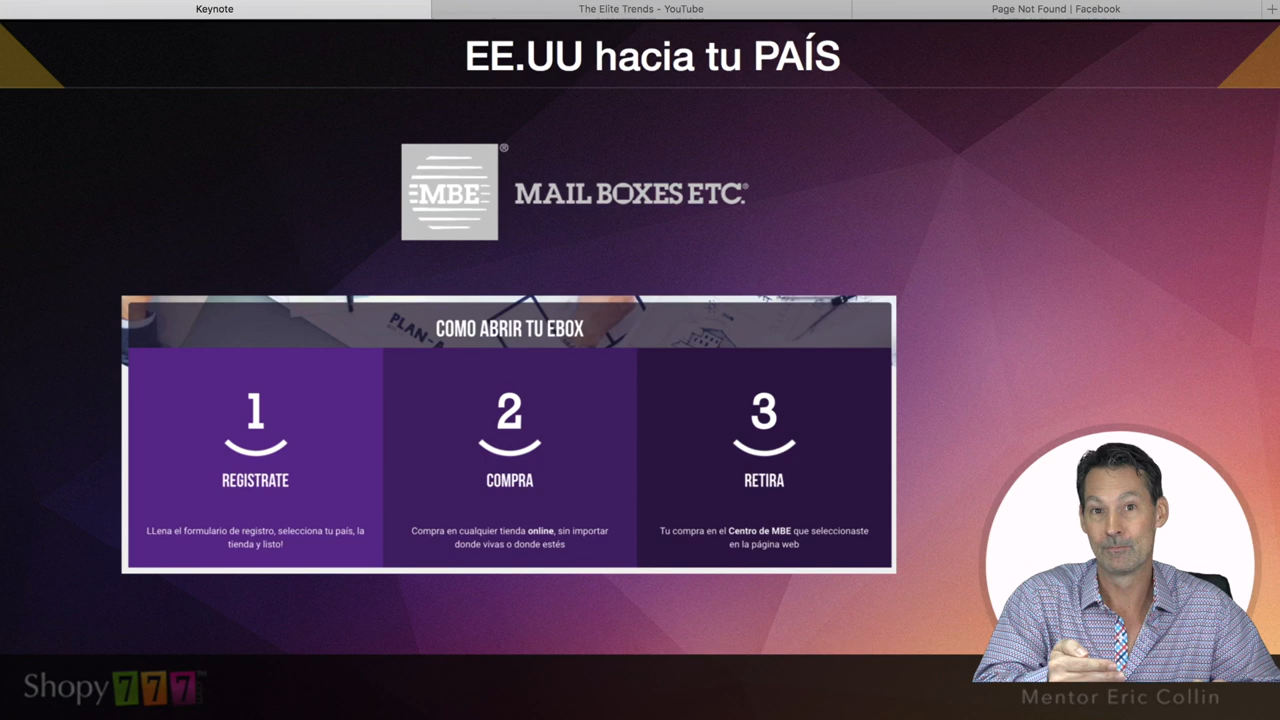 Keynote
The Elite Trends - YouTube
Page Not Found | Facebook
EE.UU hacia tu PAÍS
MBE
MAIL BOXES ETC.®
PLAN-A
COMO ABRIR TU EBOX
1
REGISTRATE
LLena el formulario de registro, selecciona tu país, la
tienda y listo!
2
COMPRA
Compra en cualquier tienda online, sin importar
donde vivas o donde estés
3
RETIRA
Tu compra en el Centro de MBE que seleccionaste
en la página web
Shopy777
Mentor Eric Collin